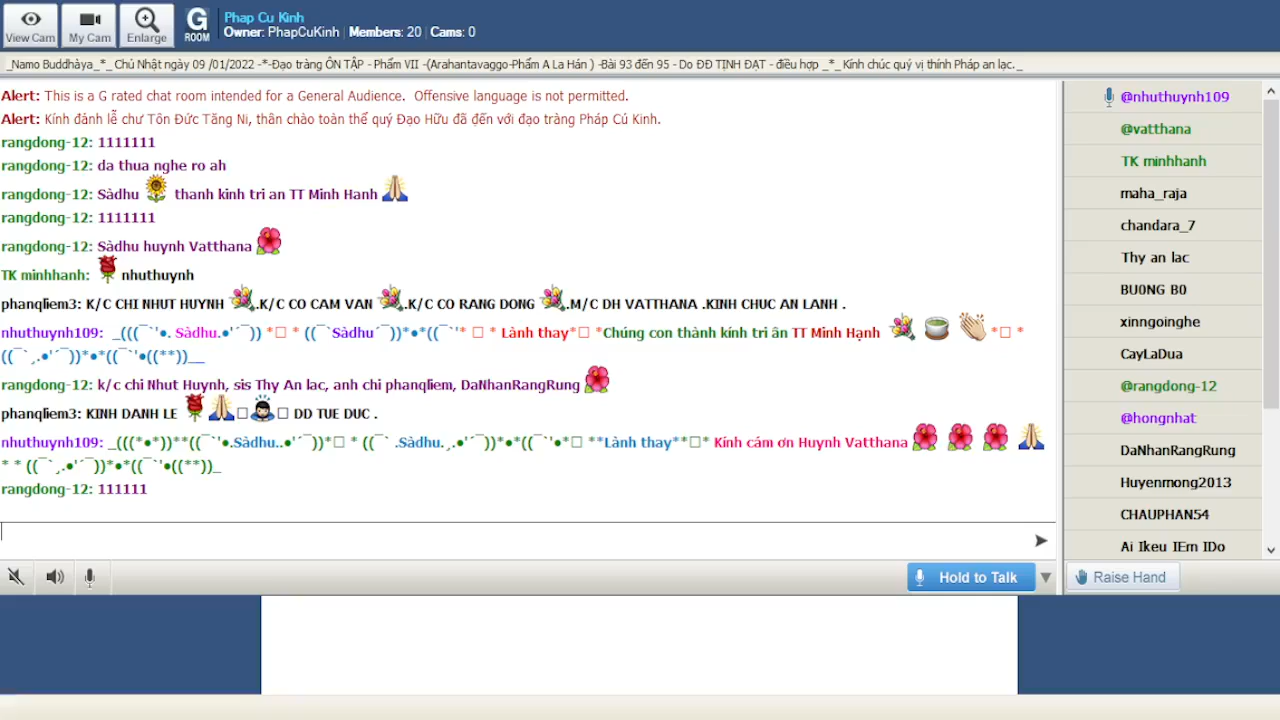 View Cam
My Cam
Enlarge
G
ROOM
Phap Cu Kinh
Owner: PhapCuKinh | Members: 20 | Cams: 0
_Namo Buddhàya_*_ Chủ Nhật ngày 09 /01/2022 -*-Đạo tràng ÔN TẬP - Phẩm VII -(Arahantavaggo-Phẩm A La Hán ) -Bài 93 đến 95 - Do ĐĐ TỊNH ĐẠT - điều hợp _*_ Kính chúc quý vị thính Pháp an lạc._
Alert: This is a G rated chat room intended for a General Audience. Offensive language is not permitted.
Alert: Kính đảnh lễ chư Tôn Đức Tăng Ni, thân chào toàn thể quý Đạo Hữu đã đến với đạo tràng Pháp Cú Kinh.
rangdong-12: 1111111
rangdong-12: da thua nghe ro ah
rangdong-12: Sàdhu 🌻 thanh kinh tri an TT Minh Hanh 🙏
rangdong-12: 1111111
rangdong-12: Sàdhu huynh Vatthana 🌺
TK minhhanh: 🌹 nhuthuynh
phanqliem3: K/C CHI NHUT HUYNH 💐.K/C CO CAM VAN 💐.K/C CO RANG DONG 💐.M/C DH VATTHANA .KINH CHUC AN LANH .
nhuthuynh109: _(((¯`'•. Sàdhu.•'´¯)) *□ * ((¯`Sàdhu´¯))*•*((¯`'* □ * Lành thay*□ *Chúng con thành kính tri ân TT Minh Hạnh 💐 🍵 👏 *□ *
((¯`¸.•'´¯))*•*((¯`'•((**))__
rangdong-12: k/c chi Nhut Huynh, sis Thy An lac, anh chi phanqliem, DaNhanRangRung 🌺
phanqliem3: KINH DANH LE 🌹🙏□🙇□ DD TUE DUC .
nhuthuynh109: _(((*•*))**((¯`'•.Sàdhu..•'´¯))*□ * ((¯` .Sàdhu.¸.•'´¯))*•*((¯`'•*□ **Lành thay**□* Kính cám ơn Huynh Vatthana 🌺 🌺 🌺 🙏
* * ((¯`¸.•'´¯))*•*((¯`'•((**))_
rangdong-12: 111111
Hold to Talk
@nhuthuynh109
@vatthana
TK minhhanh
maha_raja
chandara_7
Thy an lac
BU0NG B0
xinngoinghe
CayLaDua
@rangdong-12
@hongnhat
DaNhanRangRung
Huyenmong2013
CHAUPHAN54
Ai Ikeu IEm IDo
Raise Hand